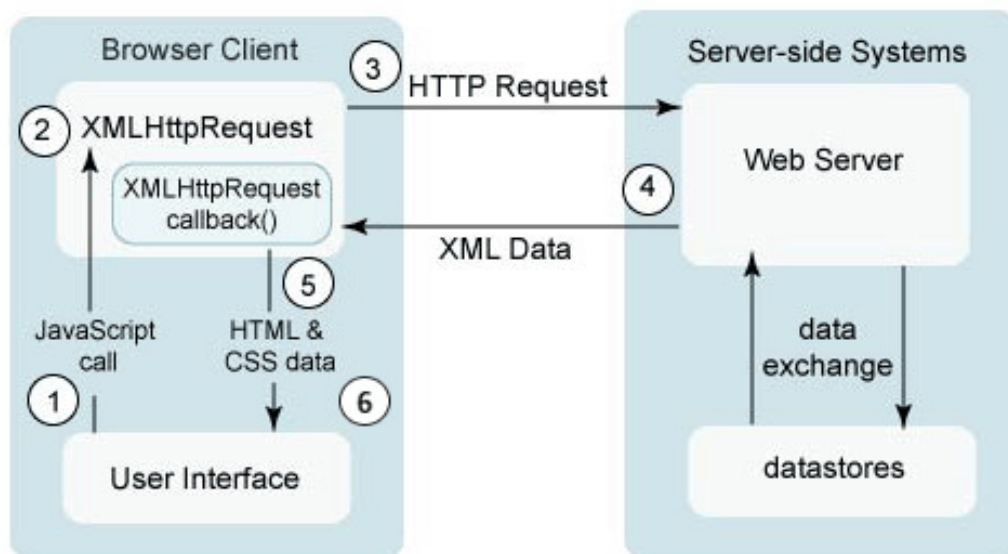 Browser Client
Server-side Systems
3
HTTP Request
2
XMLHttpRequest
Web Server
XMLHttpRequest
callback()
4
XML Data
5
JavaScript
call
HTML &
CSS data
data
exchange
1
6
User Interface
datastores